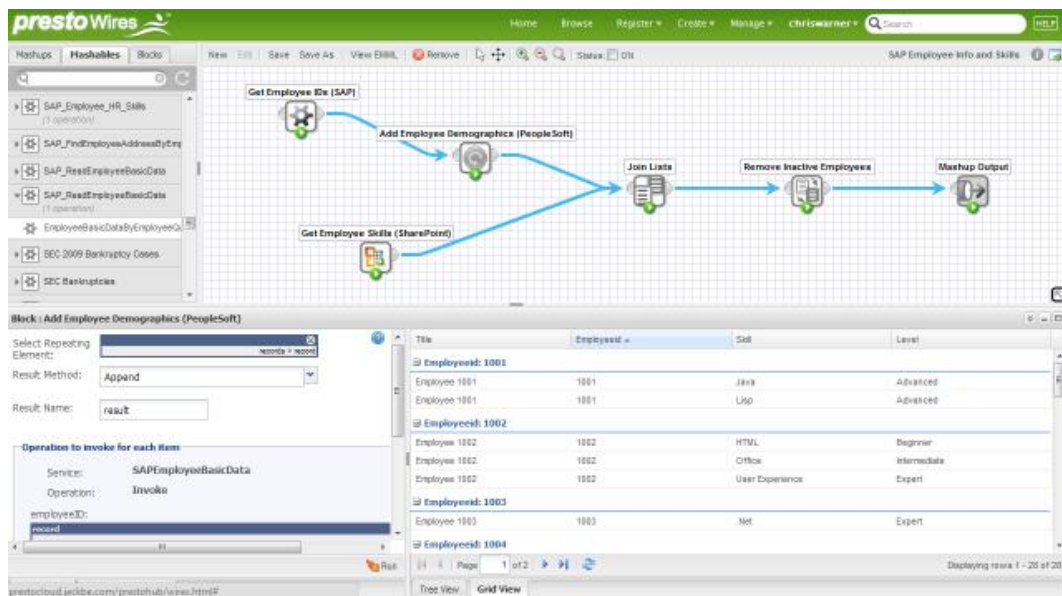 presto Wires
Home Browse Register Create Manage chriswarner Search HELP
Mashups Mashables Blocks
New Edit Save Save As View EMML Remove Status: ON SAP Employee Info and Skills
SAP_Employee_HR_Skills
(1 operation)
SAP_FindEmployeeAddressByEmp
SAP_ReadEmployeeBasicData
SAP_ReadEmployeeBasicData
(1 operation)
EmployeeBasicDataByEmployeeQu
SEC 2009 Bankruptcy Cases
SEC Bankruptcies
Get Employee IDs (SAP)
Add Employee Demographics (PeopleSoft)
Get Employee Skills (SharePoint)
Join Lists
Remove Inactive Employees
Mashup Output
Block : Add Employee Demographics (PeopleSoft)
Select Repeating Element:
records > record
Result Method: Append
Result Name: result
Operation to invoke for each item
Service: SAPEmployeeBasicData
Operation: Invoke
employeeID:
record
Run
Title Employeeid Skill Level
Employeeid: 1001
Employee 1001 1001 Java Advanced
Employee 1001 1001 Lisp Advanced
Employeeid: 1002
Employee 1002 1002 HTML Beginner
Employee 1002 1002 Office Intermediate
Employee 1002 1002 User Experience Expert
Employeeid: 1003
Employee 1003 1003 Net Expert
Employeeid: 1004
Page 1 of 2 Displaying rows 1 - 28 of 28
Tree View Grid View
prestocloud.jackbe.com/prestohub/wires.html#